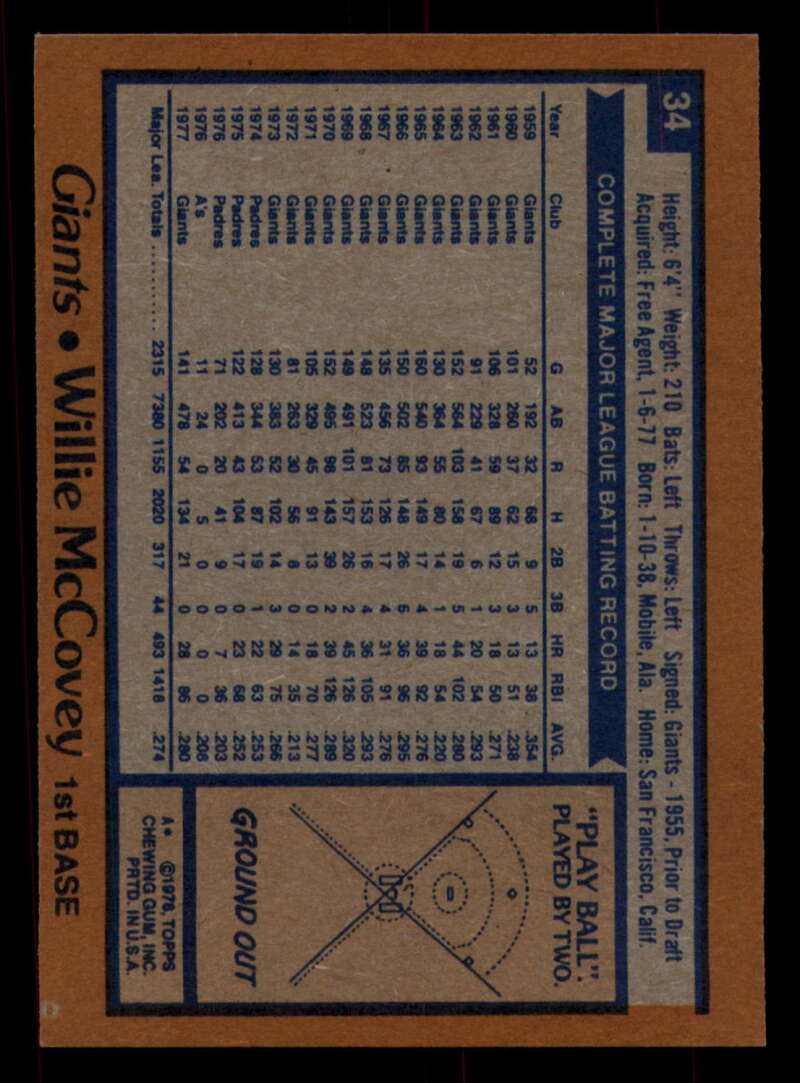 34
Height: 6'4" Weight: 210 Bats: Left Throws: Left Signed: Giants - 1955, Prior to Draft
Acquired: Free Agent, 1-6-77 Born: 1-10-38, Mobile, Ala. Home: San Francisco, Calif.
COMPLETE MAJOR LEAGUE BATTING RECORD
Year Club G AB R H 2B 3B HR RBI AVG.
1959 Giants 52 192 32 68 9 5 13 38 .354
1960 Giants 101 260 37 62 15 3 13 51 .238
1961 Giants 106 328 59 89 12 3 18 50 .271
1962 Giants 91 229 41 67 6 1 20 54 .293
1963 Giants 152 564 103 158 19 5 44 102 .280
1964 Giants 130 364 55 80 14 1 18 54 .220
1965 Giants 160 540 93 149 17 4 39 92 .276
1966 Giants 150 502 85 148 26 6 36 96 .295
1967 Giants 135 456 73 126 17 4 31 91 .276
1968 Giants 148 523 81 153 16 4 36 105 .293
1969 Giants 149 491 101 157 26 2 45 126 .320
1970 Giants 152 495 98 143 39 2 39 126 .289
1971 Giants 105 329 45 91 13 0 18 70 .277
1972 Giants 81 263 30 56 8 0 14 35 .213
1973 Giants 130 383 52 102 14 3 29 75 .266
1974 Padres 128 344 53 87 19 1 22 63 .253
1975 Padres 122 413 43 104 17 0 23 68 .252
1976 Padres 71 202 20 41 9 0 7 36 .203
1976 A's 11 24 0 5 0 0 0 0 .208
1977 Giants 141 478 54 134 21 0 28 86 .280
Major Lea. Totals ........... 2315 7380 1155 2020 317 44 493 1418 .274
"PLAY BALL".
PLAYED BY TWO.
GROUND OUT
A* ©1978, TOPPS
CHEWING GUM, INC.
PRTD. IN U.S.A.
Giants • Willie McCovey 1st BASE